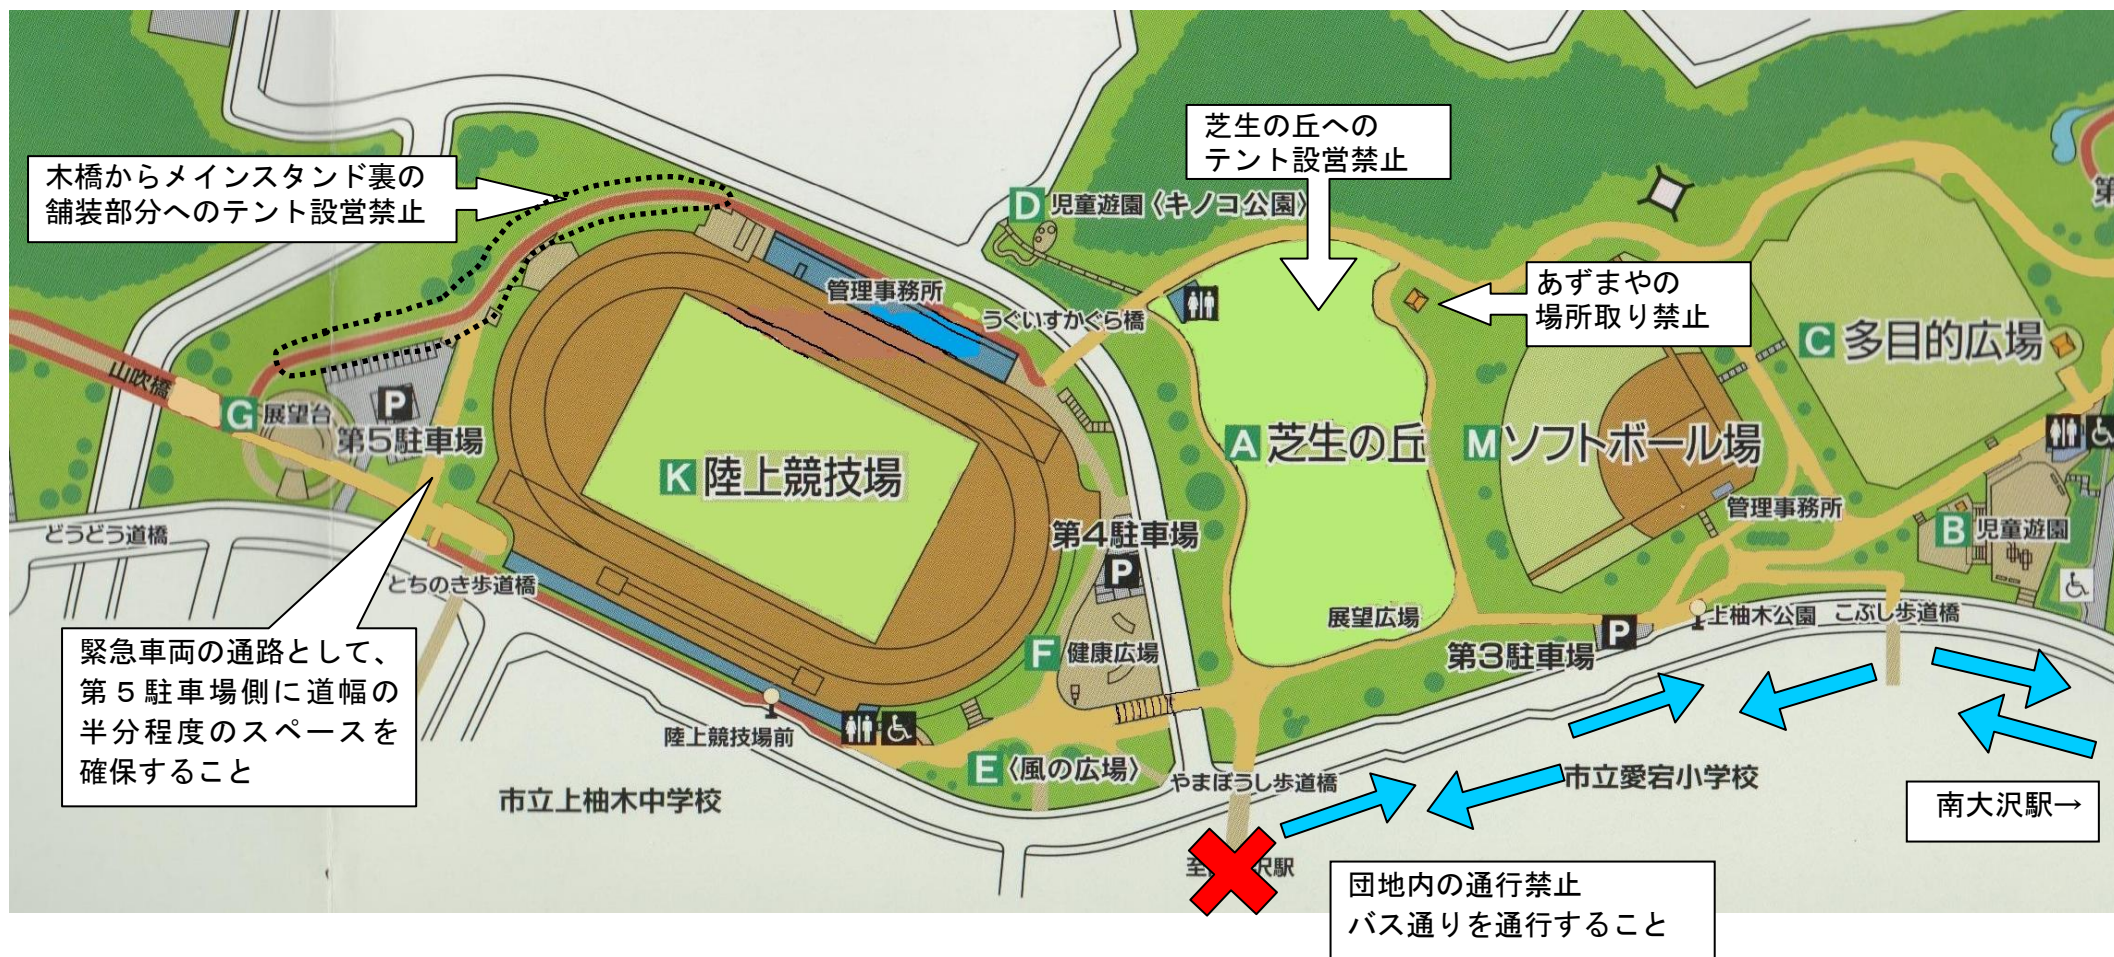 木橋からメインスタンド裏の
舗装部分へのテント設営禁止
芝生の丘への
テント設営禁止
D 児童遊園〈キノコ公園〉
第
あずまやの
場所取り禁止
管理事務所
うぐいすかぐら橋
C 多目的広場
山吹橋
G 展望台
P
第5駐車場
K 陸上競技場
A 芝生の丘
M ソフトボール場
管理事務所
B 児童遊園
どうどう道橋
第4駐車場
P
とちのき歩道橋
展望広場
上柚木公園
こぶし歩道橋
P
第3駐車場
F 健康広場
緊急車両の通路として、
第5駐車場側に道幅の
半分程度のスペースを
確保すること
陸上競技場前
E 〈風の広場〉
やまぼうし歩道橋
市立愛宕小学校
市立上柚木中学校
南大沢駅→
至 沢駅
団地内の通行禁止
バス通りを通行すること